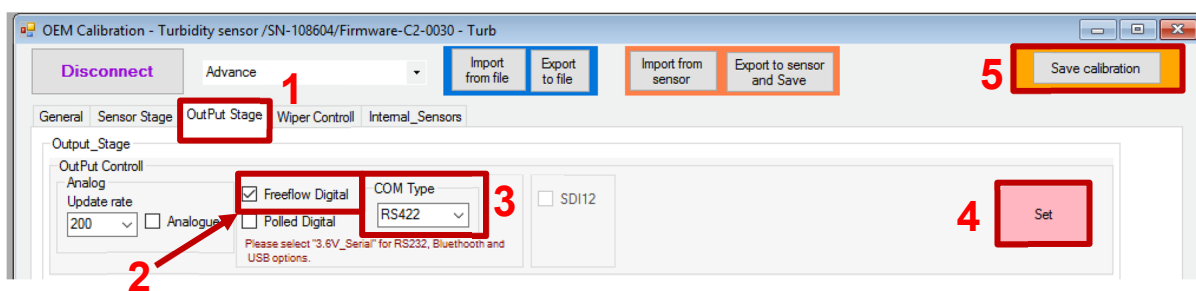 OEM Calibration - Turbidity sensor /SN-108604/Firmware-C2-0030 - Turb
Disconnect
Advance
Import
from file
Export
to file
Import from
sensor
Export to sensor
and Save
5
Save calibration
1
General
Sensor Stage
OutPut Stage
Wiper Controll
Internal_Sensors
Output_Stage
OutPut Controll
Analog
Update rate
200
Analogue
Freeflow Digital
Polled Digital
COM Type
RS422
3
Please select "3.6V_Serial" for RS232, Bluethooth and
USB options.
SDI12
4
Set
2